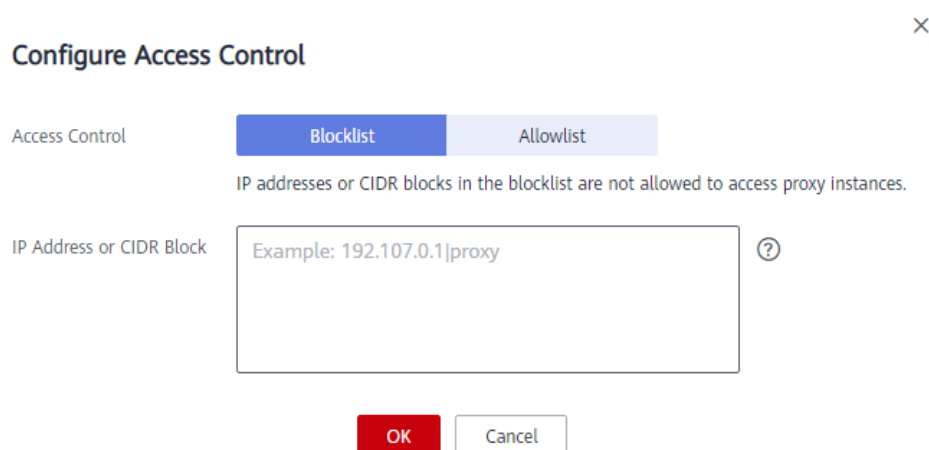 Configure Access Control
Access Control
Blocklist
Allowlist
IP addresses or CIDR blocks in the blocklist are not allowed to access proxy instances.
IP Address or CIDR Block
Example: 192.107.0.1|proxy
OK
Cancel